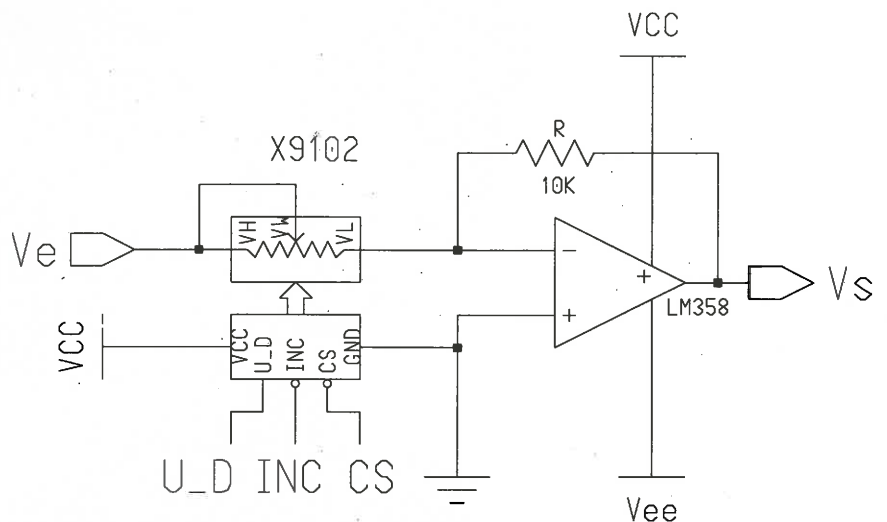 VCC
X9102
R
10K
Ve
VH
VW
VL
Vs
LM358
VCC
VCC
U_D
INC
CS
GND
U_D INC CS
Vee